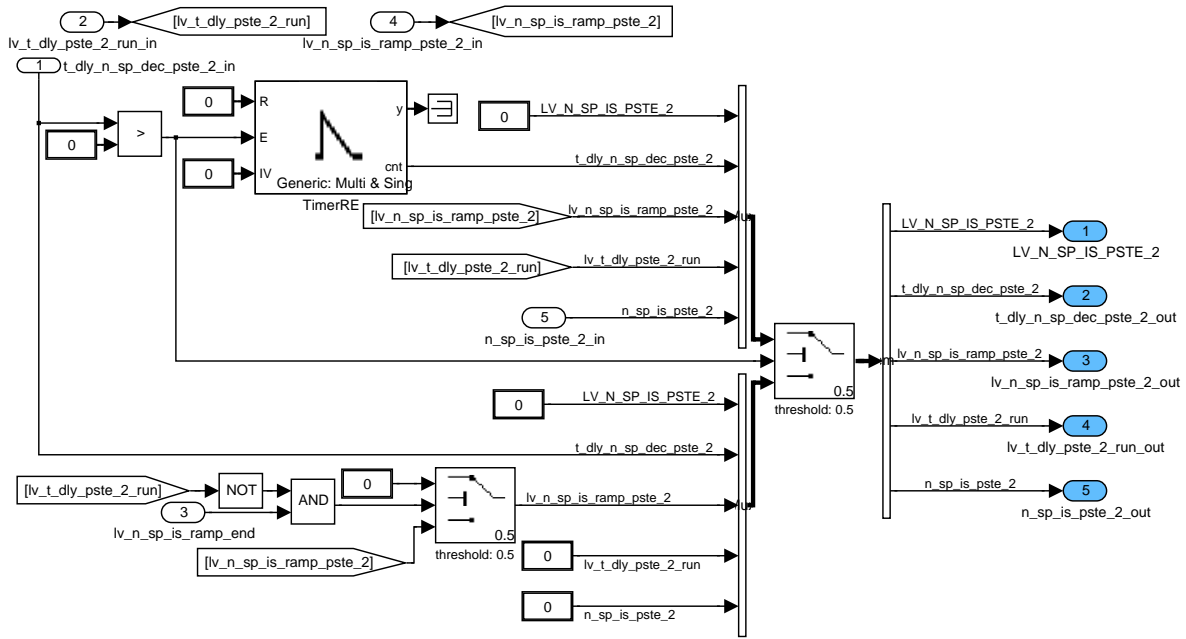 2
[lv_t_dly_pste_2_run]
4
[lv_n_sp_is_ramp_pste_2]
lv_t_dly_pste_2_run_in
lv_n_sp_is_ramp_pste_2_in
1
t_dly_n_sp_dec_pste_2_in
0
R
y
0
LV_N_SP_IS_PSTE_2
>
0
E
0
IV
cnt
t_dly_n_sp_dec_pste_2
Generic: Multi & Sing
TimerRE
[lv_n_sp_is_ramp_pste_2]
lv_n_sp_is_ramp_pste_2
[lv_t_dly_pste_2_run]
lv_t_dly_pste_2_run
5
n_sp_is_pste_2
n_sp_is_pste_2_in
LV_N_SP_IS_PSTE_2
1
LV_N_SP_IS_PSTE_2
t_dly_n_sp_dec_pste_2
2
t_dly_n_sp_dec_pste_2_out
lv_n_sp_is_ramp_pste_2
3
lv_n_sp_is_ramp_pste_2_out
lv_t_dly_pste_2_run
4
lv_t_dly_pste_2_run_out
n_sp_is_pste_2
5
n_sp_is_pste_2_out
0.5
threshold: 0.5
0
LV_N_SP_IS_PSTE_2
t_dly_n_sp_dec_pste_2
[lv_t_dly_pste_2_run]
NOT
AND
0
3
lv_n_sp_is_ramp_end
lv_n_sp_is_ramp_pste_2
0.5
threshold: 0.5
[lv_n_sp_is_ramp_pste_2]
0
lv_t_dly_pste_2_run
0
n_sp_is_pste_2